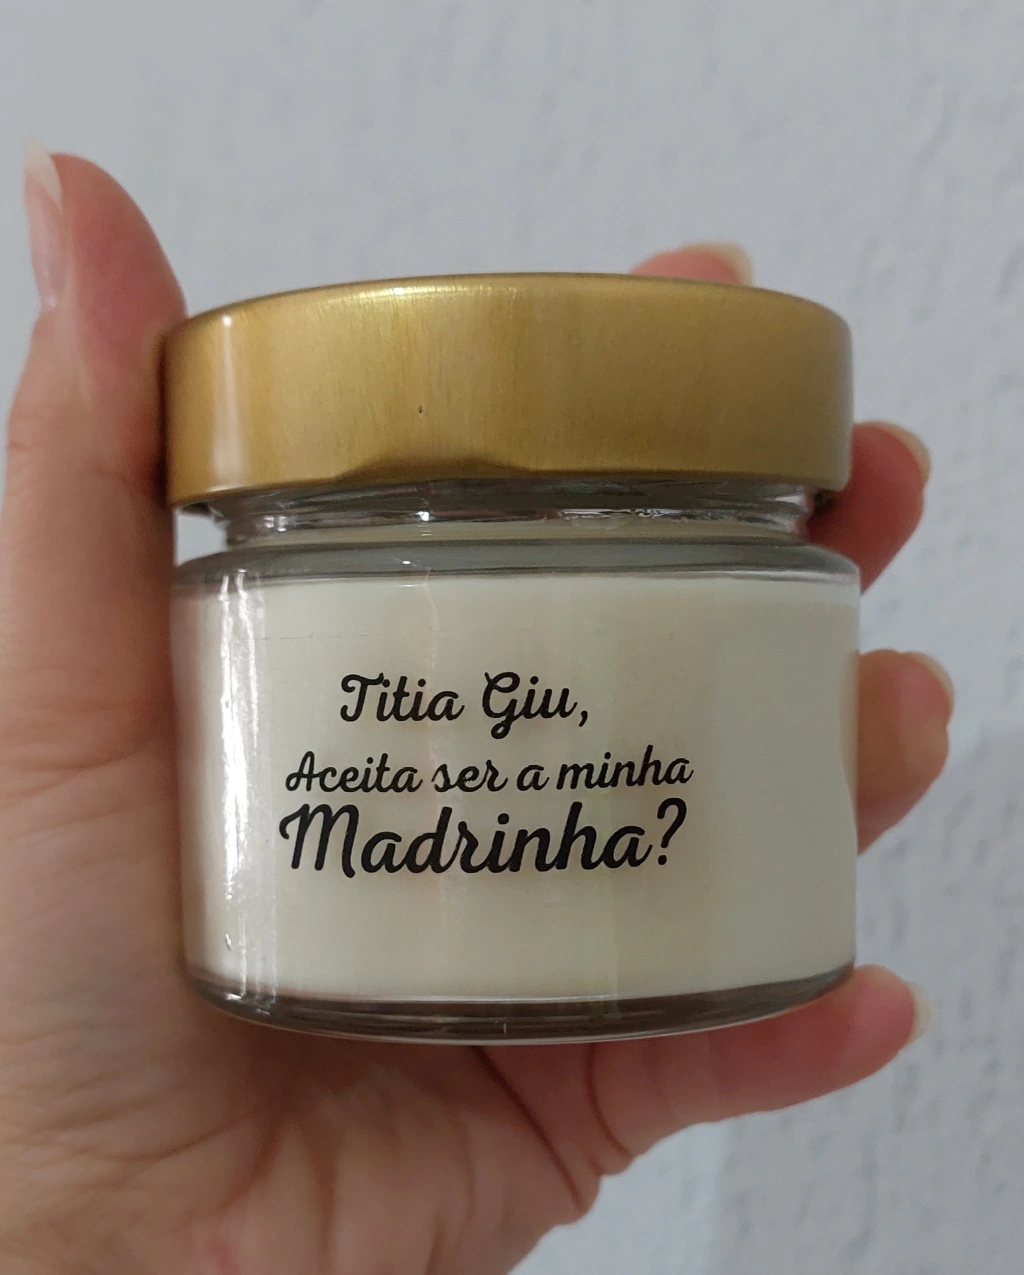 Titia Giu,
Aceita ser a minha
Madrinha?